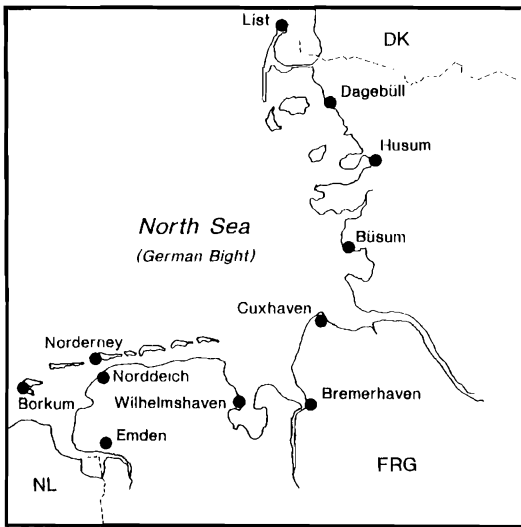 List
DK
Dagebüll
Husum
North Sea
(German Bight)
Büsum
Cuxhaven
Norderney
Norddeich
Borkum
Wilhelmshaven
Bremerhaven
Emden
FRG
NL